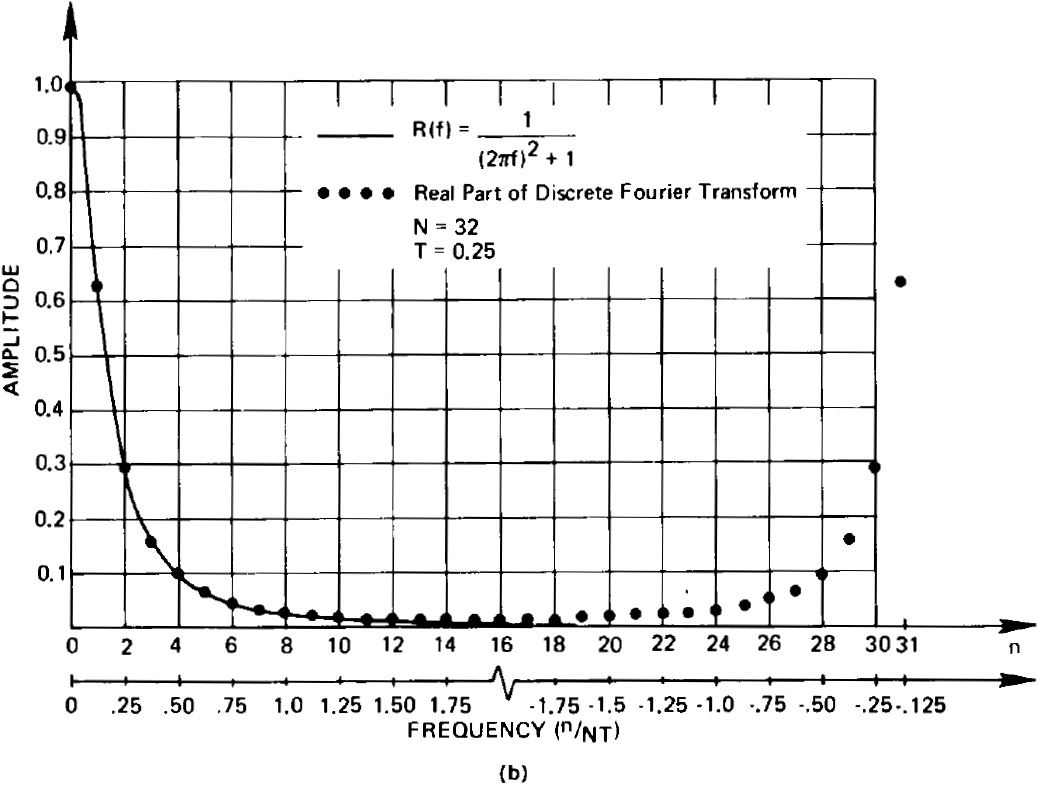 1.0
0.9
0.8
0.7
0.6
0.5
0.4
0.3
0.2
0.1
AMPLITUDE
R(f) = 1 / (2πf)² + 1
Real Part of Discrete Fourier Transform
N = 32
T = 0.25
0 2 4 6 8 10 12 14 16 18 20 22 24 26 28 30 31 n
0 .25 .50 .75 1.0 1.25 1.50 1.75 -1.75 -1.5 -1.25 -1.0 -.75 -.50 -.25 -.125
FREQUENCY (n/NT)
(b)